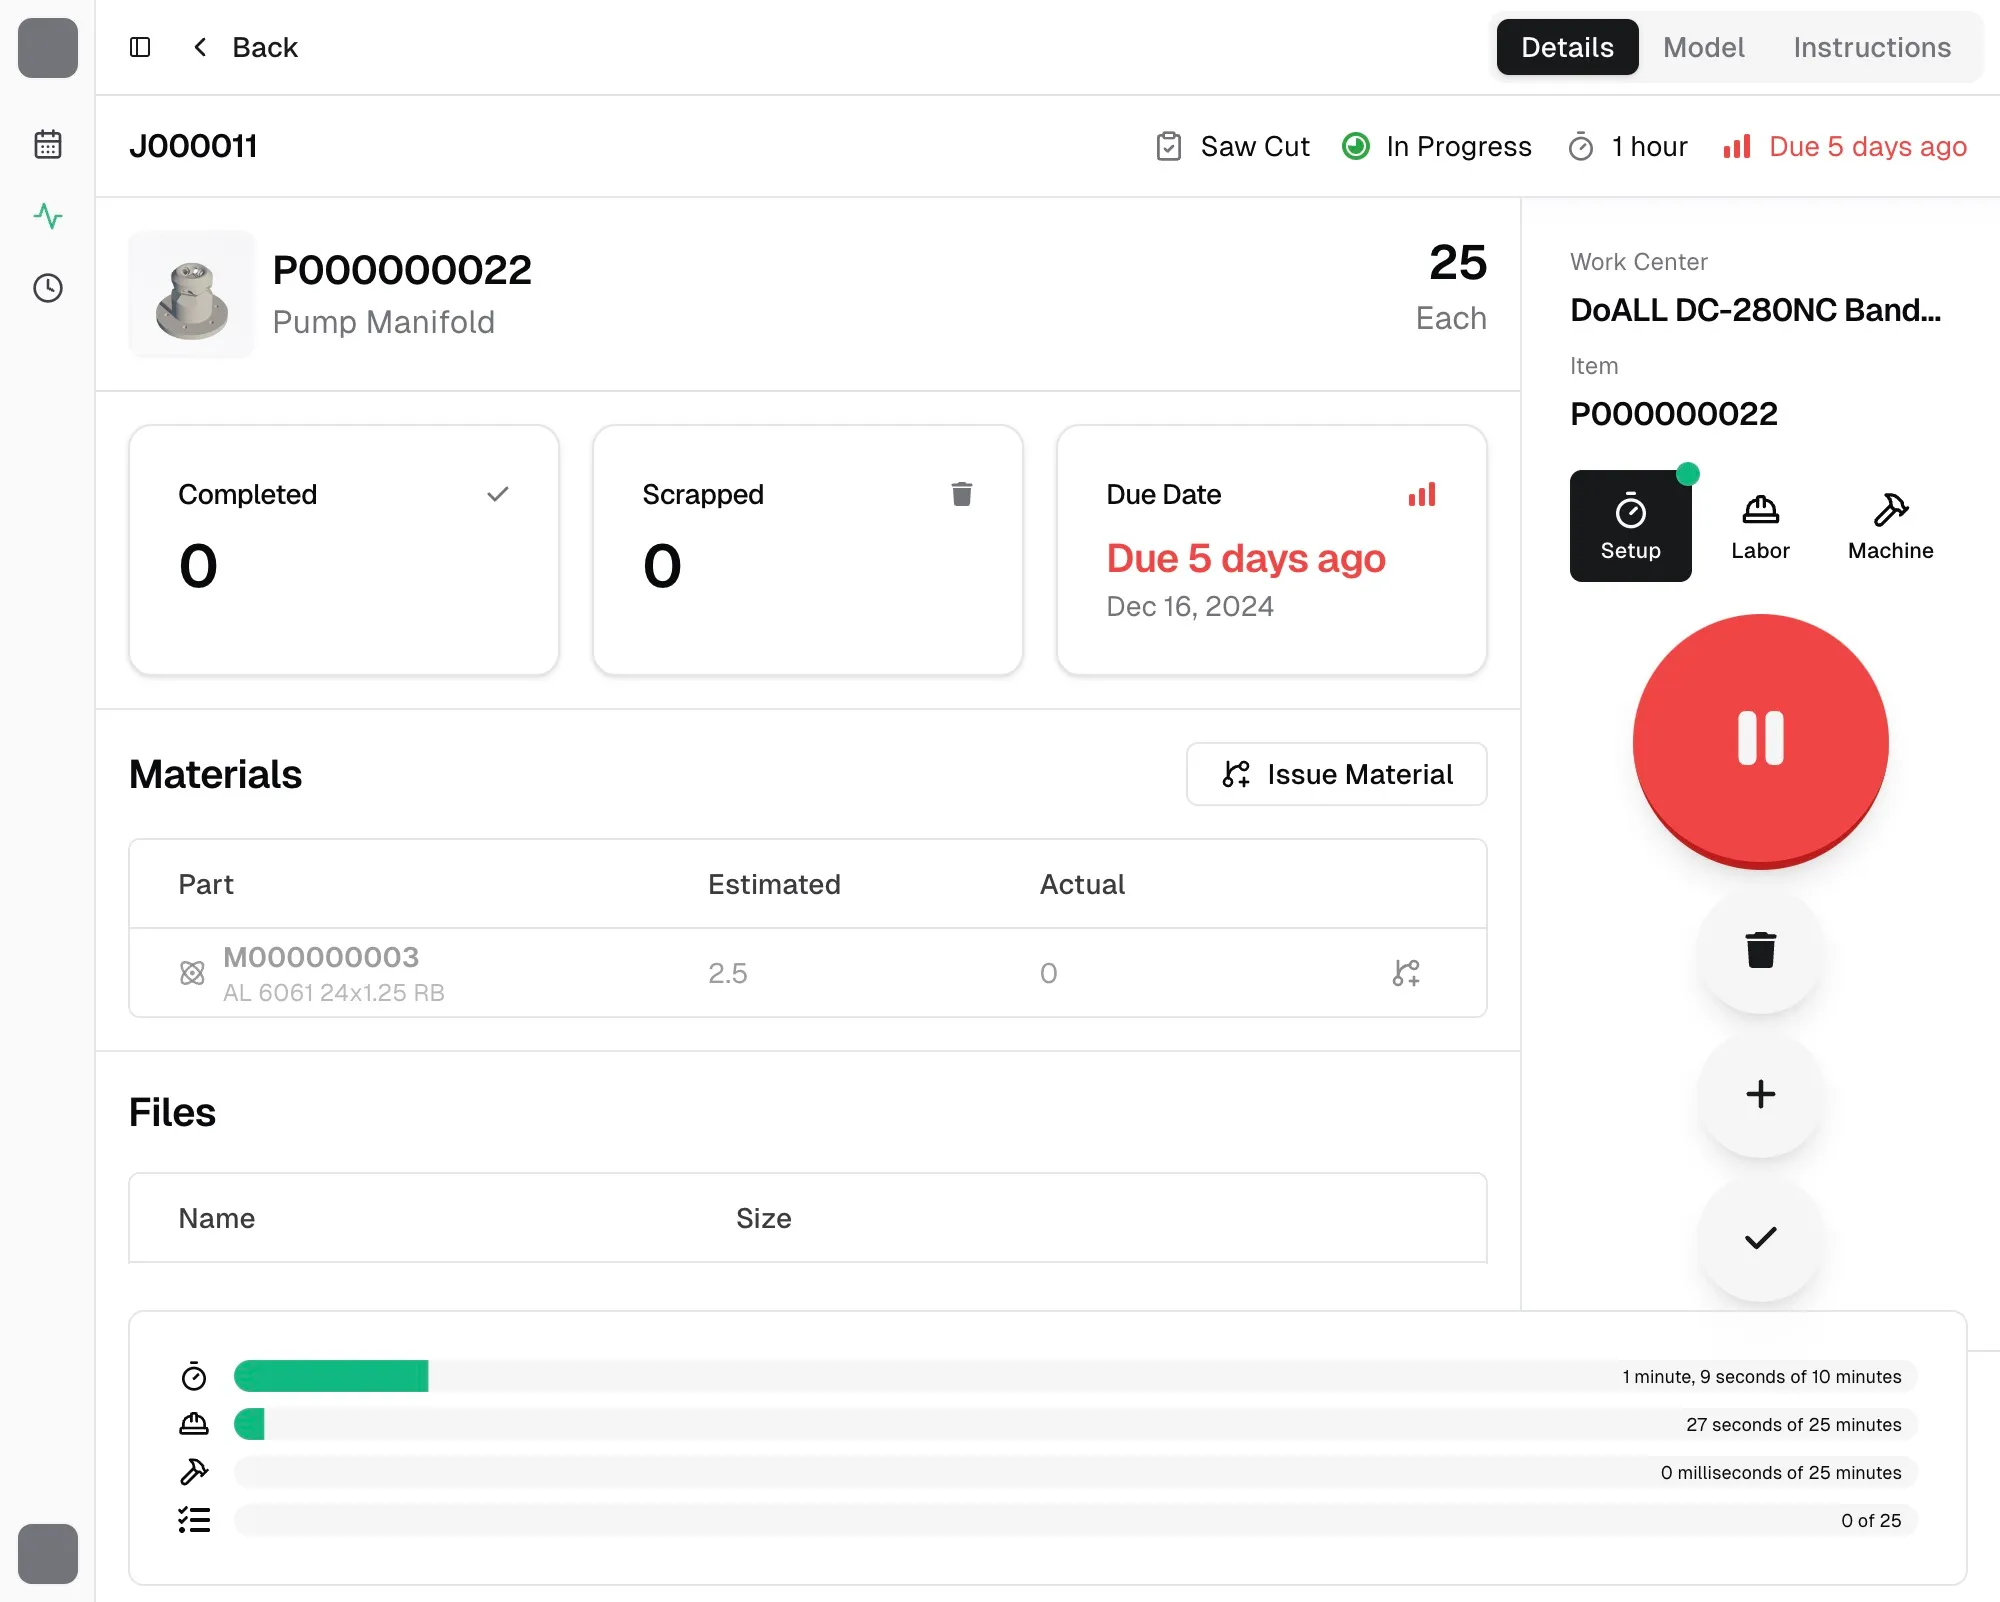 Back
Details
Model
Instructions
J000011
Saw Cut
In Progress
1 hour
Due 5 days ago
P000000022
Pump Manifold
25
Each
Work Center
DoALL DC-280NC Band...
Item
P000000022
Setup
Labor
Machine
Completed
0
Scrapped
0
Due Date
Due 5 days ago
Dec 16, 2024
Materials
Issue Material
Part
Estimated
Actual
M000000003
AL 6061 24x1.25 RB
2.5
0
Files
Name
Size
1 minute, 9 seconds of 10 minutes
27 seconds of 25 minutes
0 milliseconds of 25 minutes
0 of 25